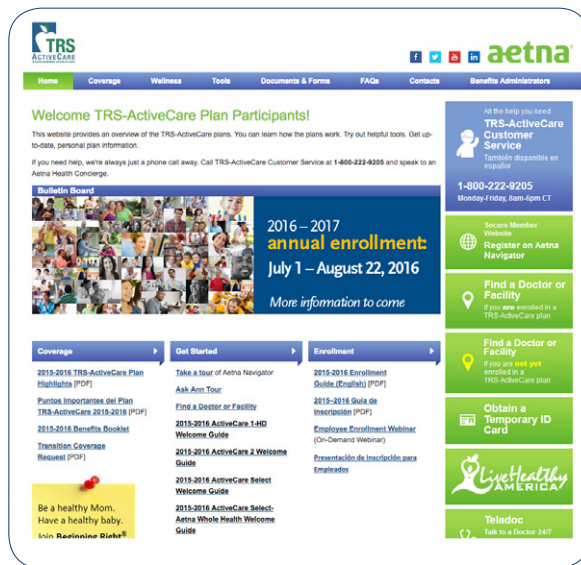 TRS
ACTIVECARE
aetna
Home
Coverage
Wellness
Tools
Documents & Forms
FAQs
Contacts
Benefits Administrators
Welcome TRS-ActiveCare Plan Participants!
This website provides an overview of the TRS-ActiveCare plans. You can learn how the plans work. Try out helpful tools. Get up-
to-date, personal plan information.
If you need help, we're always just a phone call away. Call TRS-ActiveCare Customer Service at 1-800-222-9205 and speak to an
Aetna Health Concierge.
Bulletin Board
2016 – 2017
annual enrollment:
July 1 – August 22, 2016
More information to come
Coverage
2015-2016 TRS-ActiveCare Plan
Highlights [PDF]
Puntos Importantes del Plan
TRS-ActiveCare 2015-2016 [PDF]
2015-2016 Benefits Booklet
Transition Coverage
Request [PDF]
Be a healthy Mom.
Have a healthy baby.
Join Beginning Right®
Get Started
Take a tour of Aetna Navigator
Ask Ann Tour
Find a Doctor or Facility
2015-2016 ActiveCare 1-HD
Welcome Guide
2015-2016 ActiveCare 2 Welcome
Guide
2015-2016 ActiveCare Select
Welcome Guide
2015-2016 ActiveCare Select-
Aetna Whole Health Welcome
Guide
Enrollment
2015-2016 Enrollment
Guide (English) [PDF]
2015–2016 Guía de
Inscripción [PDF]
Employee Enrollment Webinar
(On-Demand Webinar)
Presentación de Inscripción para
Empleados
All the help you need
TRS-ActiveCare
Customer
Service
También disponible en
español
1-800-222-9205
Monday-Friday, 8am-6pm CT
Secure Member
Website
Register on Aetna
Navigator
Find a Doctor or
Facility
If you are enrolled in a
TRS-ActiveCare plan
Find a Doctor or
Facility
If you are not yet
enrolled in a
TRS-ActiveCare plan
Obtain a
Temporary ID
Card
LiveHealthy
AMERICA
Teladoc
Talk to a Doctor 24/7